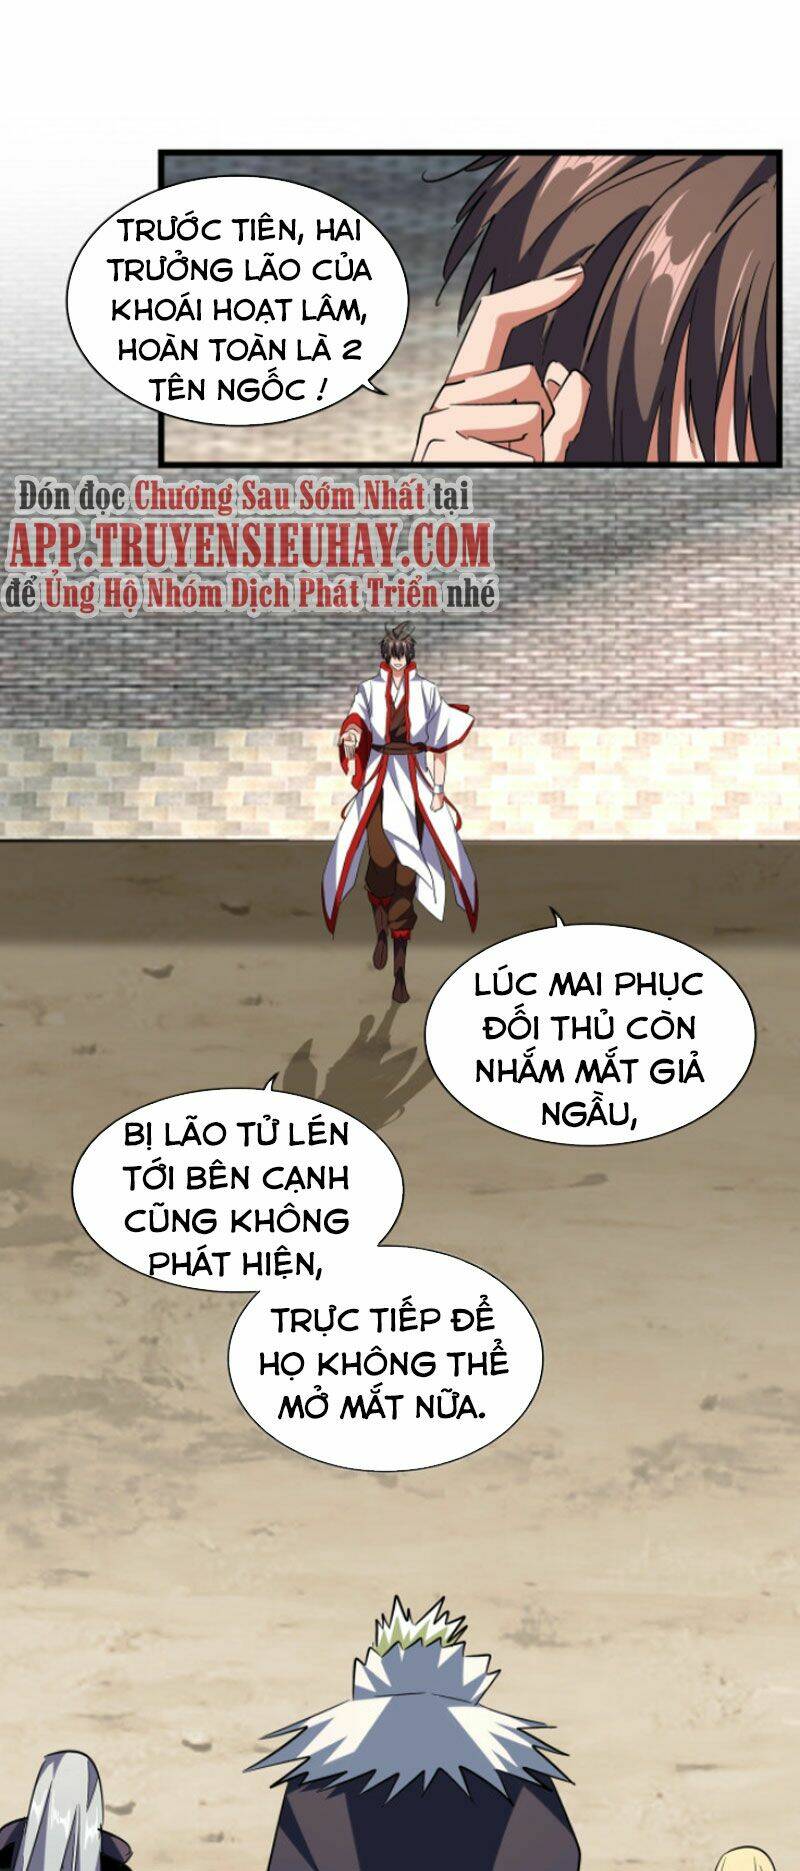 TRƯỚC TIÊN, HAI
TRƯỞNG LÃO CỦA
KHOÁI HOẠT LÂM,
HOÀN TOÀN LÀ 2
TÊN NGỐC !
Đón đọc Chương Sau Sớm Nhất tại
APP.TRUYENSIEUHAY.COM
để Ủng Hộ Nhóm Dịch Phát Triển nhé
LÚC MAI PHỤC
ĐỐI THỦ CÒN
NHẮM MẮT GIẢ
NGẦU,
BỊ LÃO TỬ LÉN
TỚI BÊN CẠNH
CŨNG KHÔNG
PHÁT HIỆN,
TRỰC TIẾP ĐỂ
HỌ KHÔNG THỂ
MỞ MẮT NỮA.